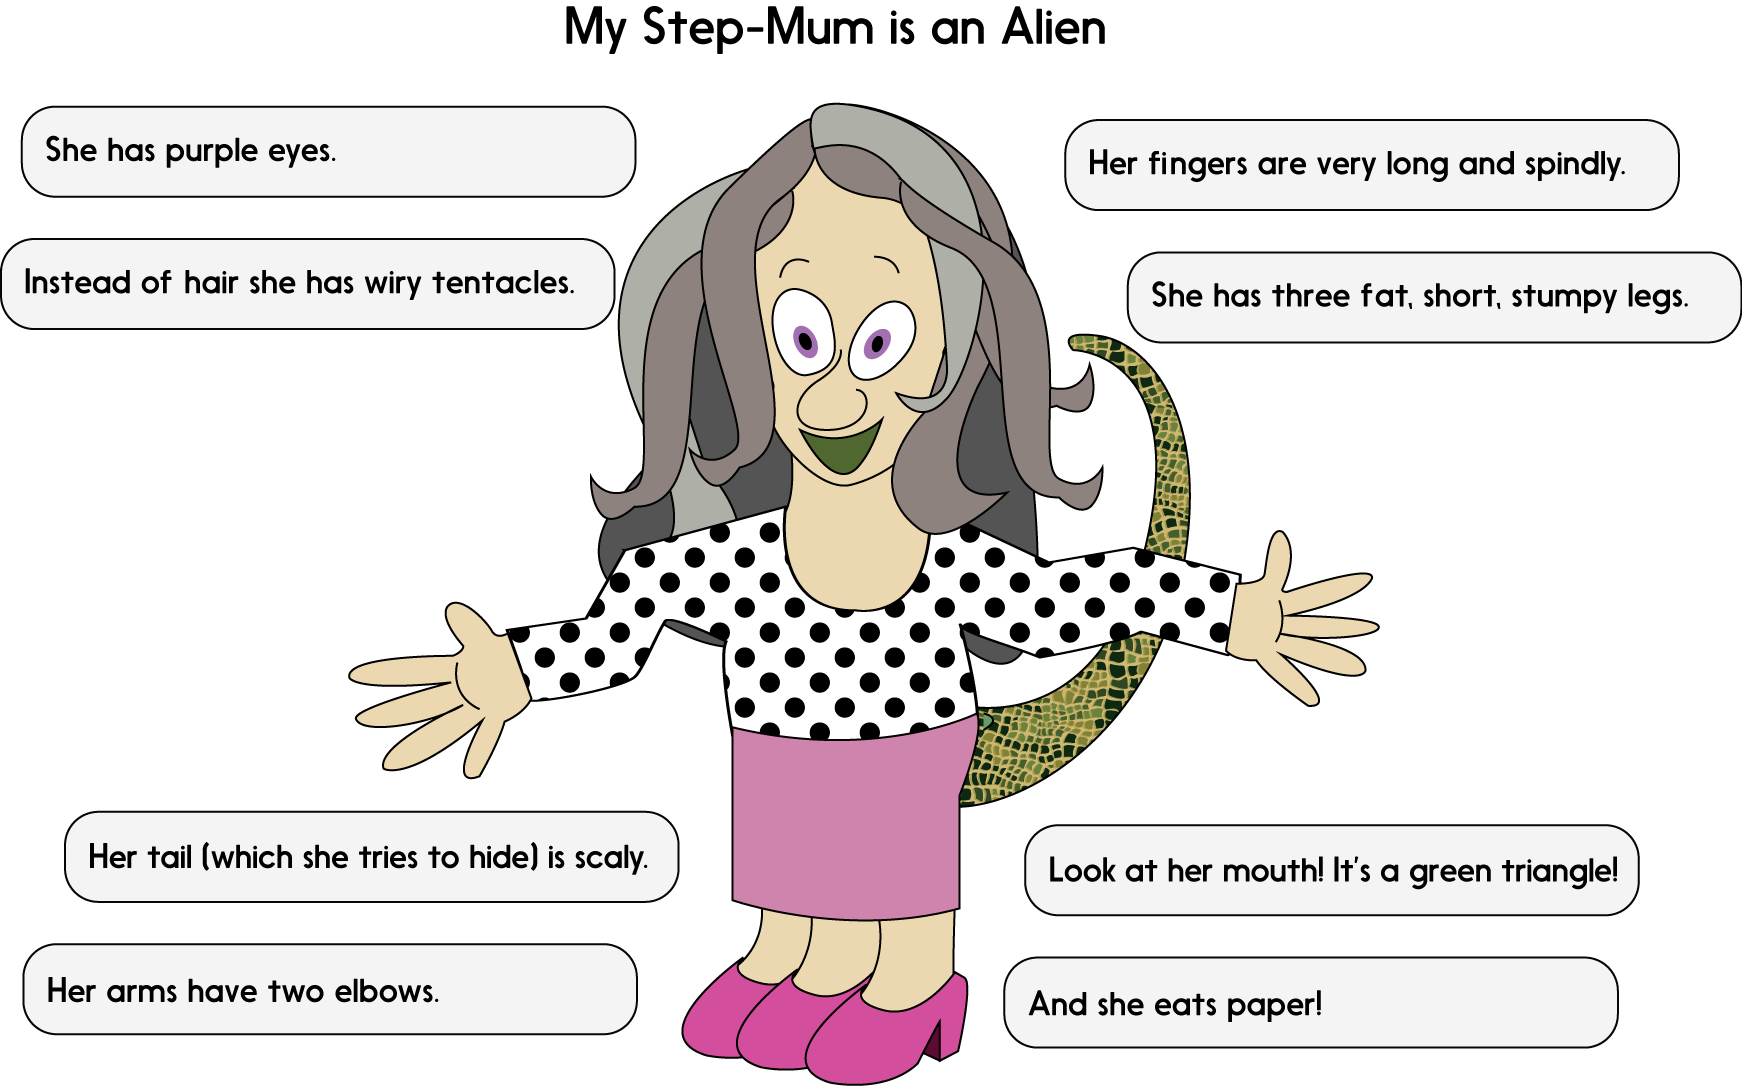 My Step-Mum is an Alien
She has purple eyes.
Instead of hair she has wiry tentacles.
Her fingers are very long and spindly.
She has three fat, short, stumpy legs.
Her tail (which she tries to hide) is scaly.
Her arms have two elbows.
Look at her mouth! It's a green triangle!
And she eats paper!